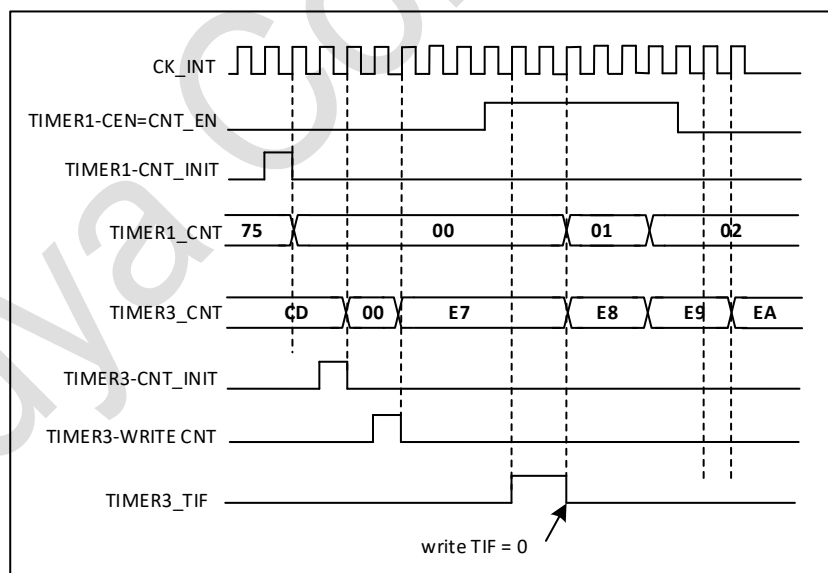 CK_INT
TIMER1-CEN=CNT_EN
TIMER1-CNT_INIT
TIMER1_CNT 75 00 01 02
TIMER3_CNT CD 00 E7 E8 E9 EA
TIMER3-CNT_INIT
TIMER3-WRITE CNT
TIMER3_TIF
write TIF = 0